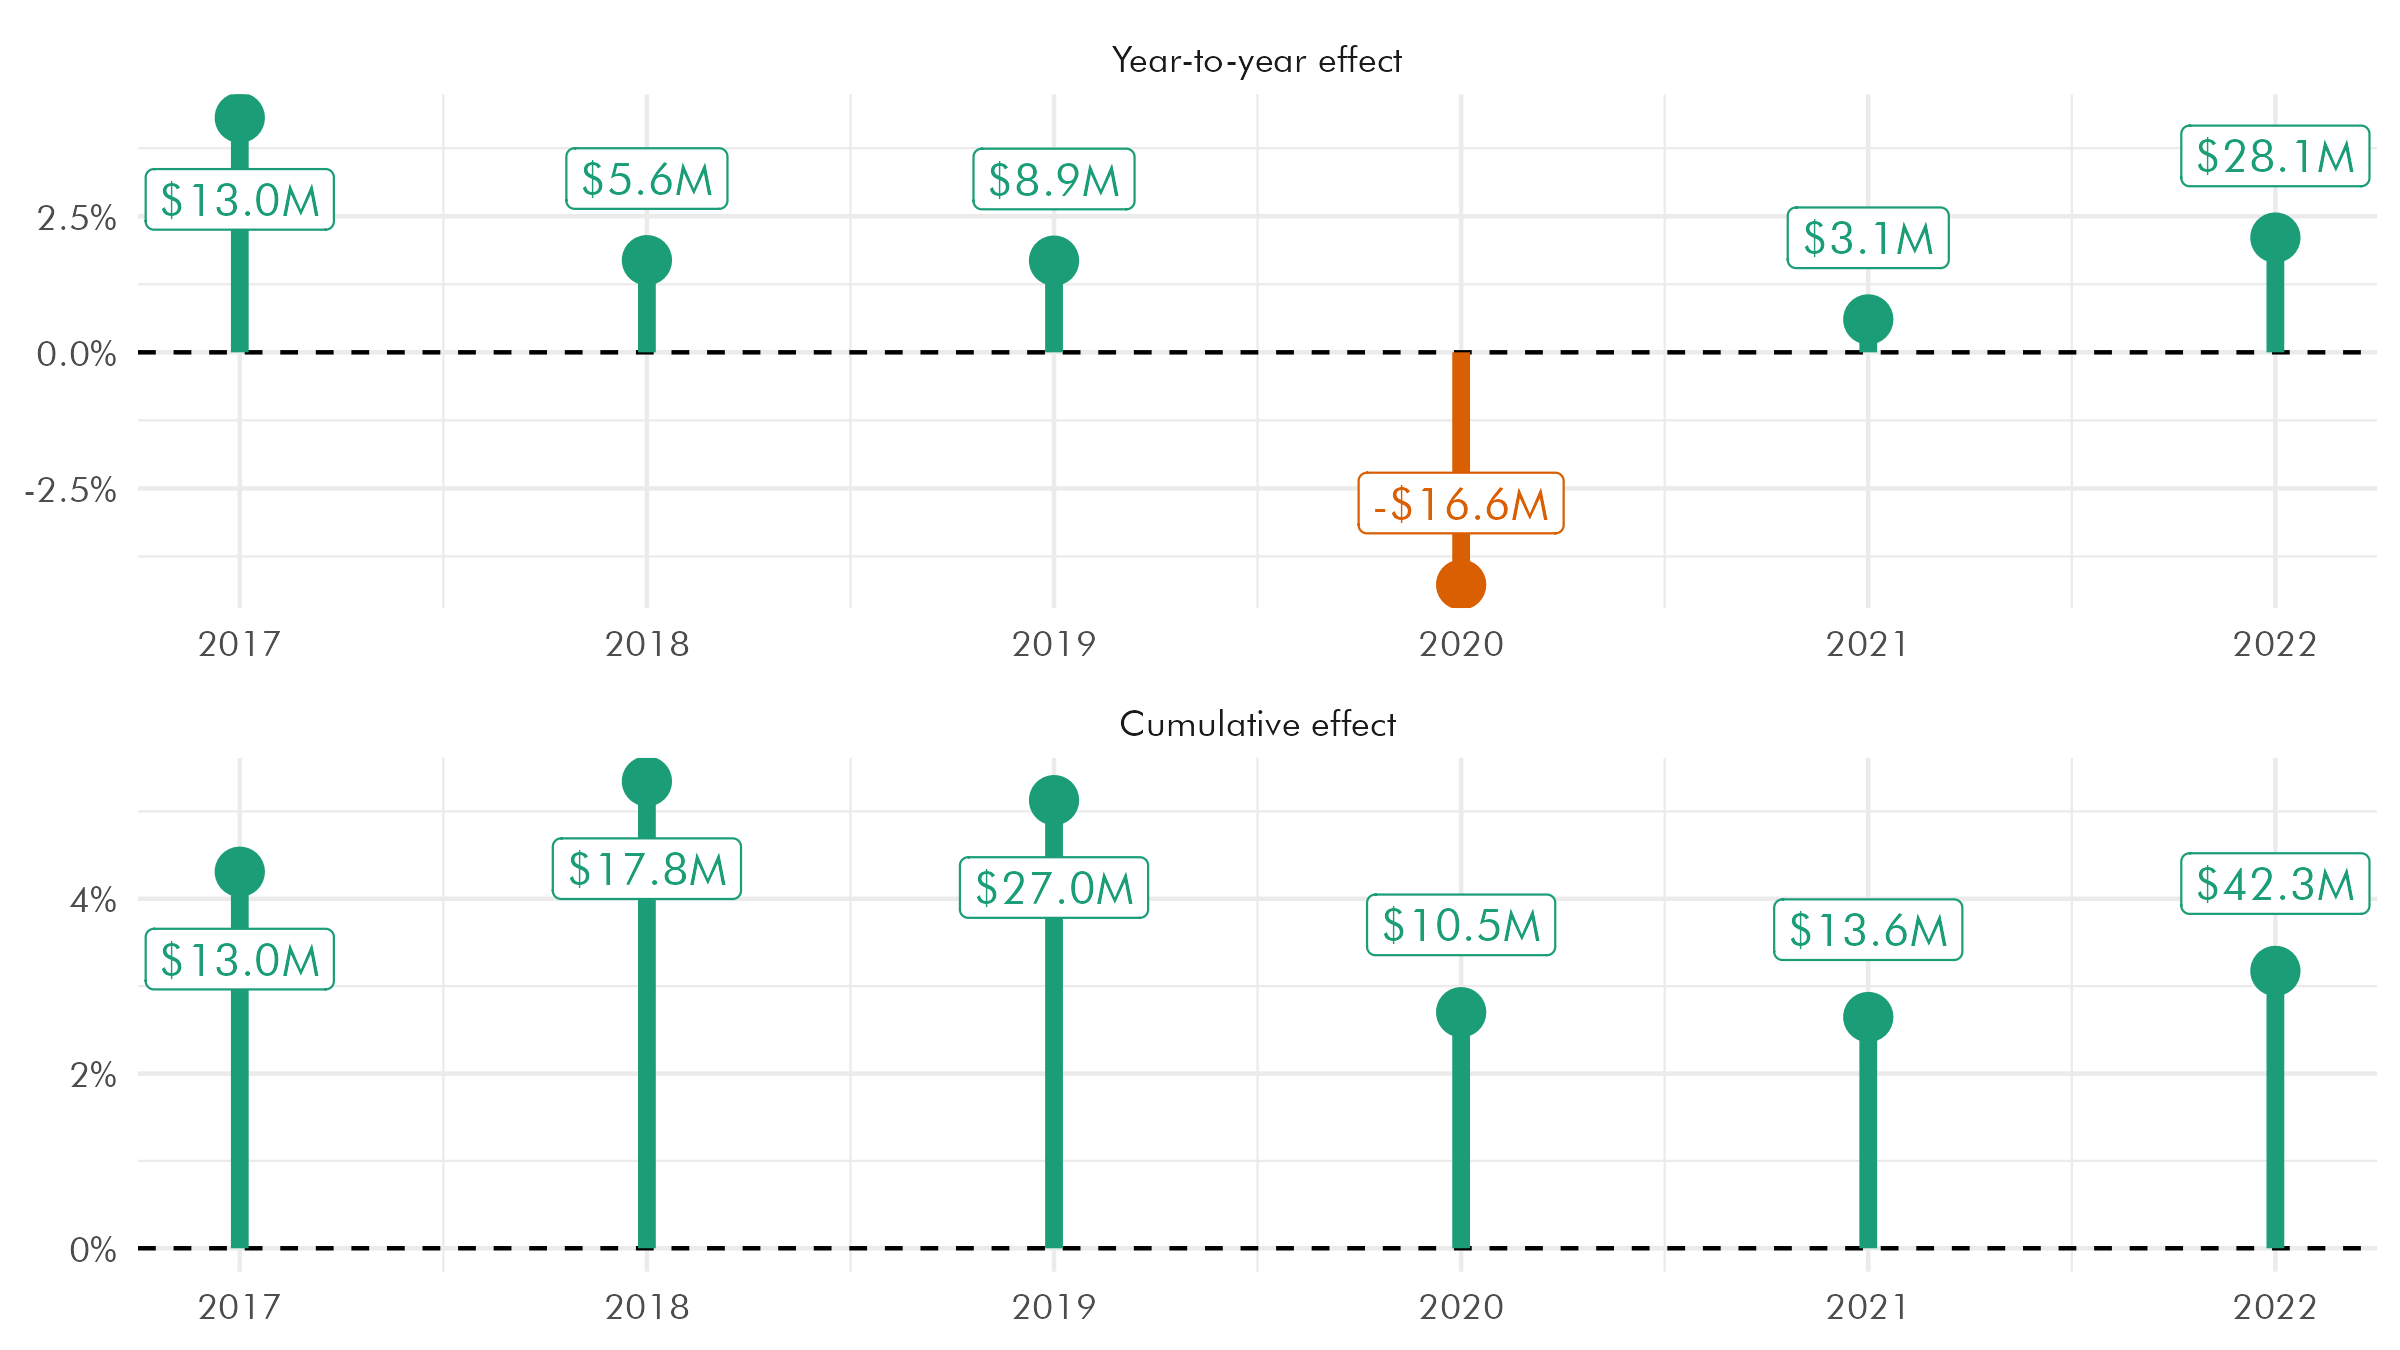 Year-to-year effect
$13.0M
$5.6M
$8.9M
-$16.6M
$3.1M
$28.1M
2.5%
0.0%
-2.5%
2017 2018 2019 2020 2021 2022
Cumulative effect
$13.0M
$17.8M
$27.0M
$10.5M
$13.6M
$42.3M
4%
2%
0%
2017 2018 2019 2020 2021 2022